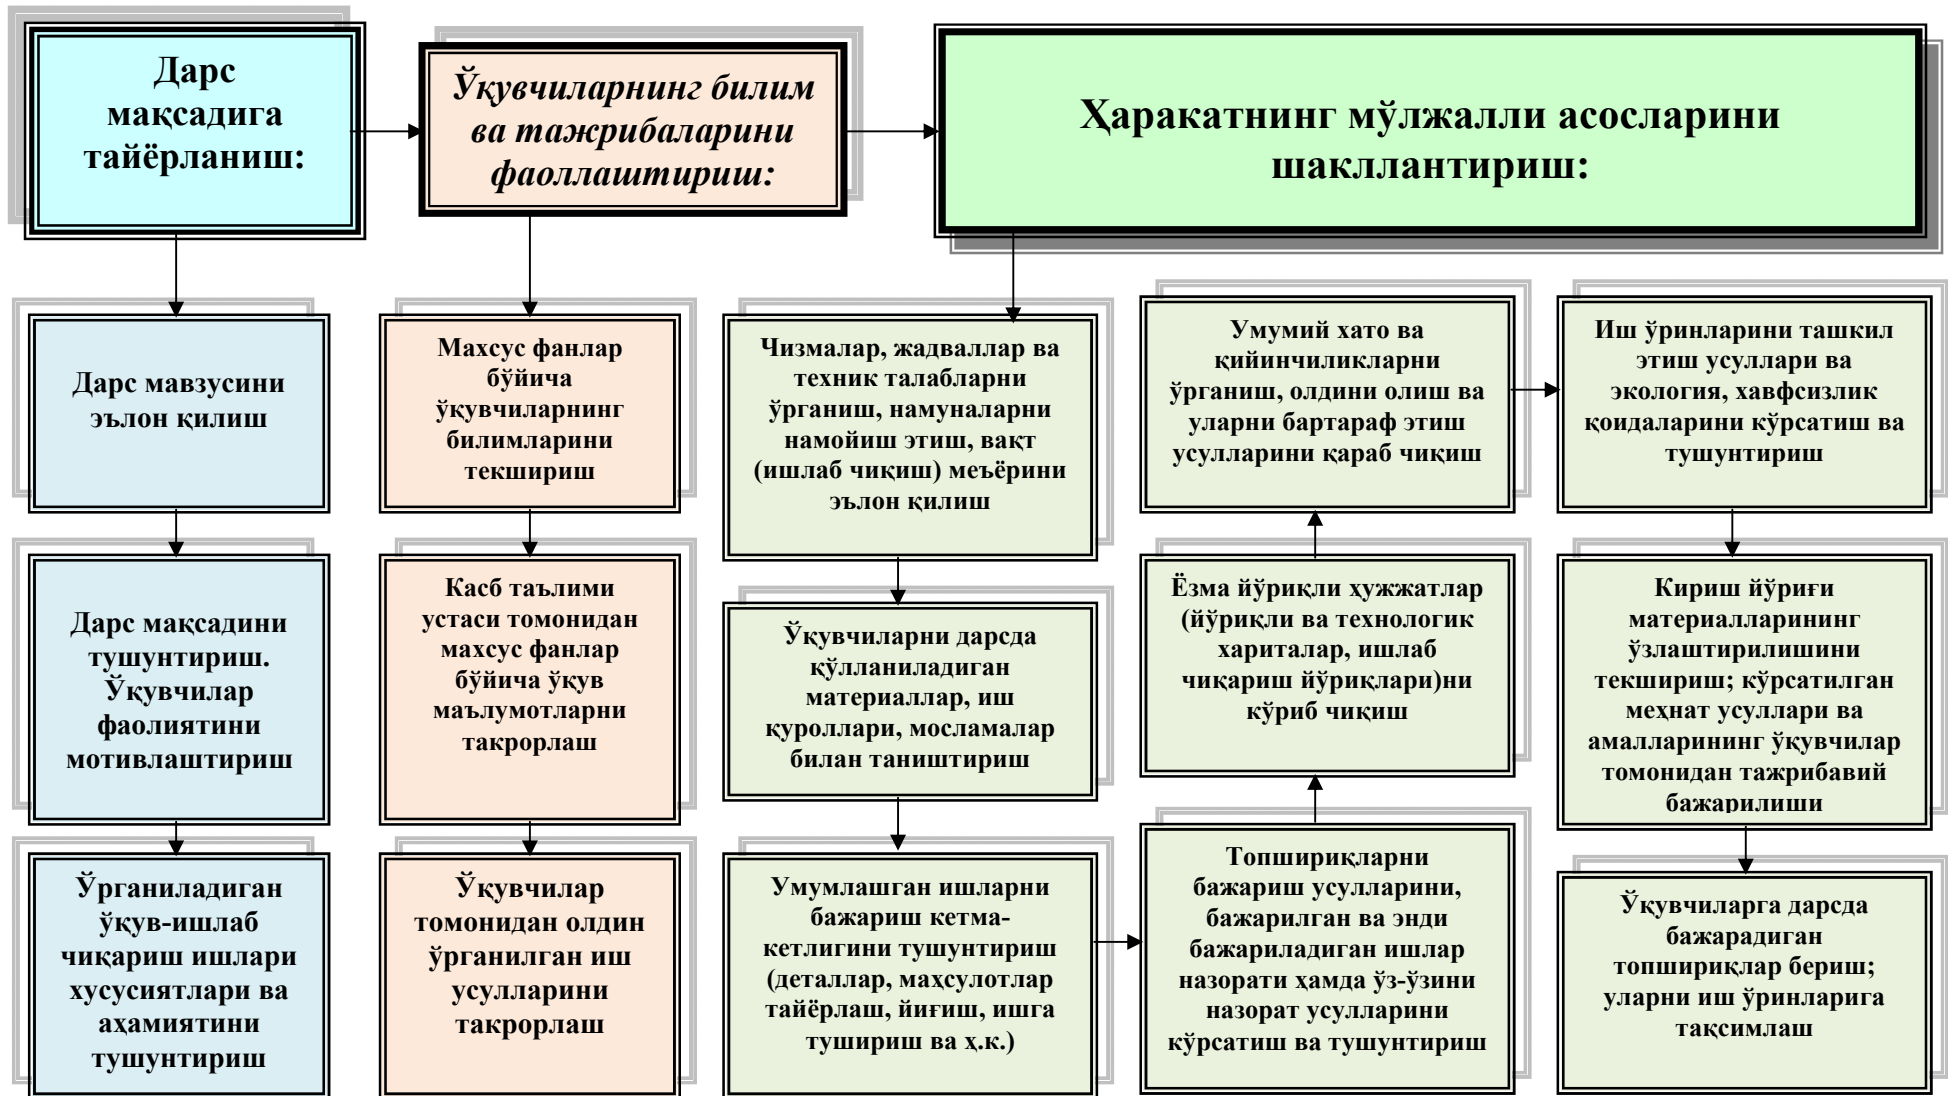 Дарс
мақсадига
тайёрланиш:
Ўқувчиларнинг билим
ва тажрибаларини
фаоллаштириш:
Ҳаракатнинг мўлжалли асосларини
шакллантириш:
Дарс мавзусини
эълон қилиш
Дарс мақсадини
тушунтириш.
Ўқувчилар
фаолиятини
мотивлаштириш
Ўрганиладиган
ўқув-ишлаб
чиқариш ишлари
хусусиятлари ва
аҳамиятини
тушунтириш
Махсус фанлар
бўйича
ўқувчиларнинг
билимларини
текшириш
Касб таълими
устаси томонидан
махсус фанлар
бўйича ўқув
маълумотларни
такрорлаш
Ўқувчилар
томонидан олдин
ўрганилган иш
усулларини
такрорлаш
Чизмалар, жадваллар ва
техник талабларни
ўрганиш, намуналарни
намойиш этиш, вақт
(ишлаб чиқиш) меъёрини
эълон қилиш
Ўқувчиларни дарсда
қўлланиладиган
материаллар, иш
қуроллари, мосламалар
билан таништириш
Умумлашган ишларни
бажариш кетма-
кетлигини тушунтириш
(деталлар, маҳсулотлар
тайёрлаш, йиғиш, ишга
тушириш ва ҳ.к.)
Топшириқларни
бажариш усулларини,
бажарилган ва энди
бажариладиган ишлар
назорати ҳамда ўз-ўзини
назорат усулларини
кўрсатиш ва тушунтириш
Ёзма йўриқли ҳужжатлар
(йўриқли ва технологик
хариталар, ишлаб
чиқариш йўриқлари)ни
кўриб чиқиш
Умумий хато ва
қийинчиликларни
ўрганиш, олдини олиш ва
уларни бартараф этиш
усулларини қараб чиқиш
Иш ўринларини ташкил
этиш усуллари ва
экология, хавфсизлик
қоидаларини кўрсатиш ва
тушунтириш
Кириш йўриғи
материалларининг
ўзлаштирилишини
текшириш; кўрсатилган
меҳнат усуллари ва
амалларининг ўқувчилар
томонидан тажрибавий
бажарилиши
Ўқувчиларга дарсда
бажарадиган
топшириқлар бериш;
уларни иш ўринларига
тақсимлаш